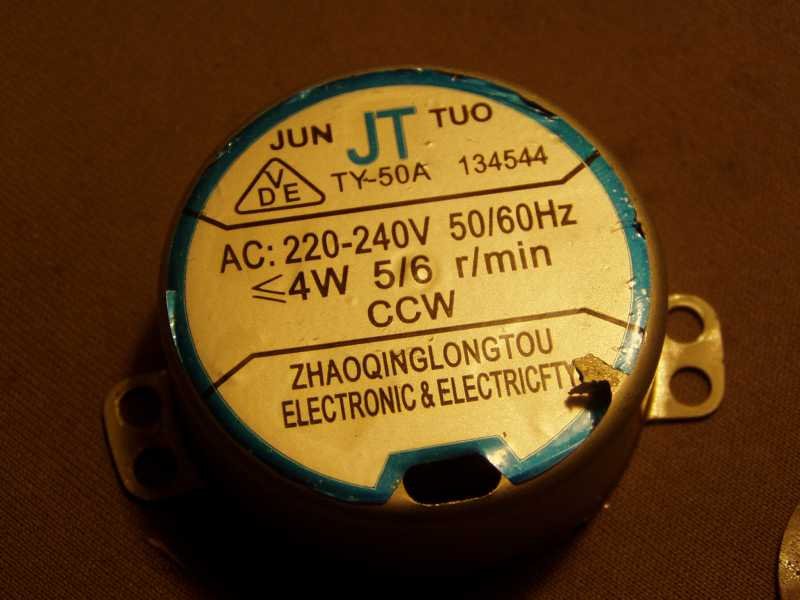 JUN JT TUO
VDE TY-50A 134544
AC: 220-240V 50/60Hz
≤4W 5/6 r/min
CCW
ZHAOQINGLONGTOU
ELECTRONIC & ELECTRICFTY